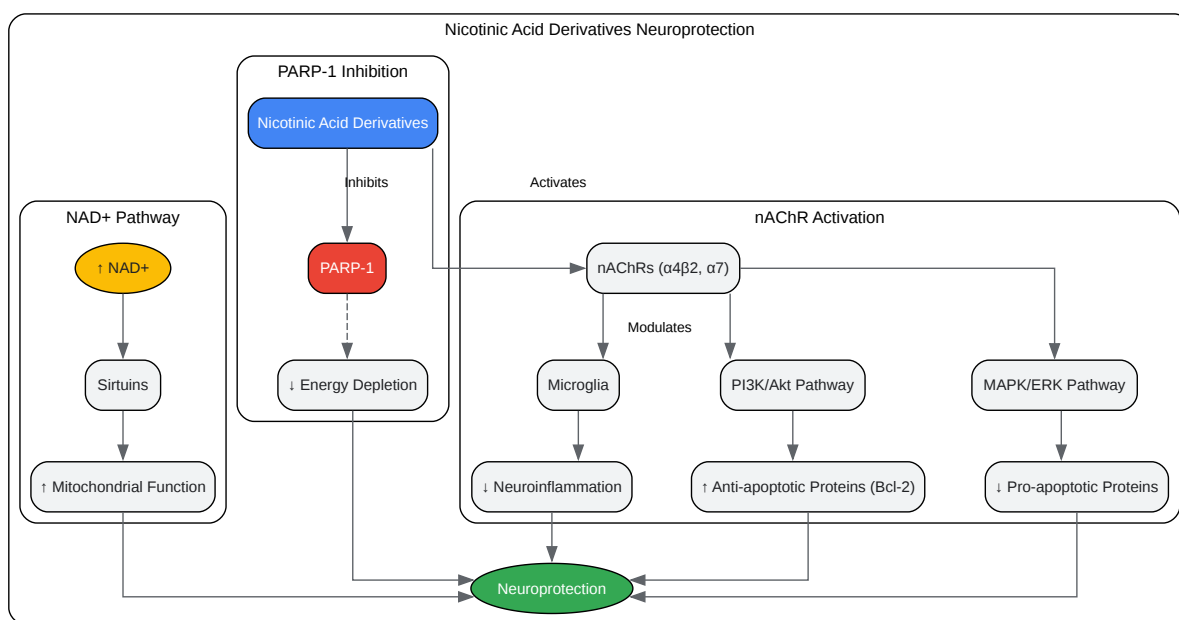 Nicotinic Acid Derivatives Neuroprotection
PARP-1 Inhibition
Nicotinic Acid Derivatives
Inhibits
Activates
NAD+ Pathway
nAChR Activation
↑ NAD+
PARP-1
nAChRs (α4β2, α7)
Modulates
Sirtuins
↓ Energy Depletion
Microglia
PI3K/Akt Pathway
MAPK/ERK Pathway
↑ Mitochondrial Function
↓ Neuroinflammation
↑ Anti-apoptotic Proteins (Bcl-2)
↓ Pro-apoptotic Proteins
Neuroprotection